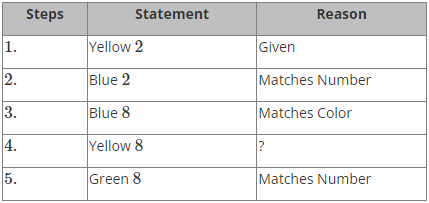 Steps Statement Reason
1. Yellow 2 Given
2. Blue 2 Matches Number
3. Blue 8 Matches Color
4. Yellow 8 ?
5. Green 8 Matches Number